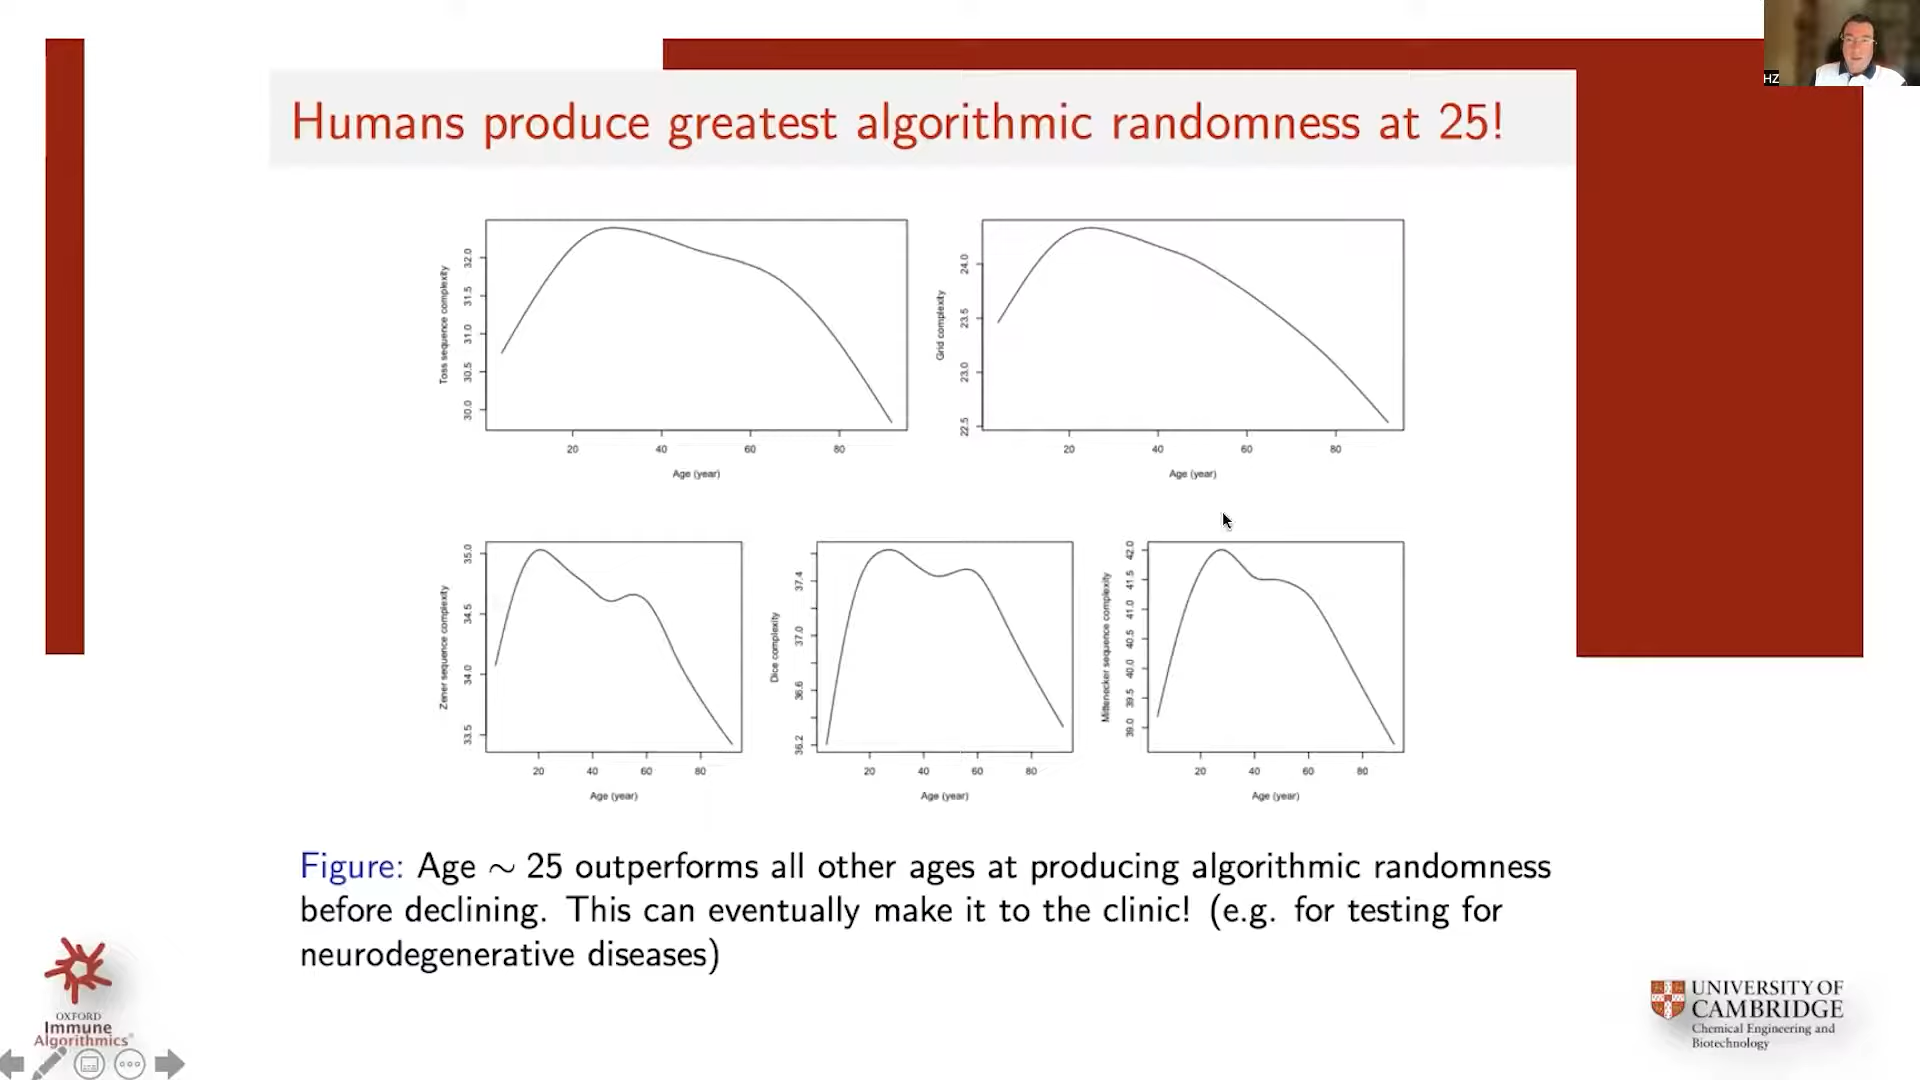 HZ
Humans produce greatest algorithmic randomness at 25!
Toss sequence complexity
30.0 30.5 31.0 31.5 32.0
20 40 60 80
Age (year)
Grid complexity
22.5 23.0 23.5 24.0
20 40 60 80
Age (year)
Zener sequence complexity
33.5 34.0 34.5 35.0
20 40 60 80
Age (year)
Dice complexity
36.2 36.6 37.0 37.4
20 40 60 80
Age (year)
Mittenecker sequence complexity
39.0 39.5 40.0 40.5 41.0 41.5 42.0
20 40 60 80
Age (year)
Figure: Age ∼ 25 outperforms all other ages at producing algorithmic randomness
before declining. This can eventually make it to the clinic! (e.g. for testing for
neurodegenerative diseases)
OXFORD
Immune
Algorithmics®
UNIVERSITY OF
CAMBRIDGE
Chemical Engineering and
Biotechnology